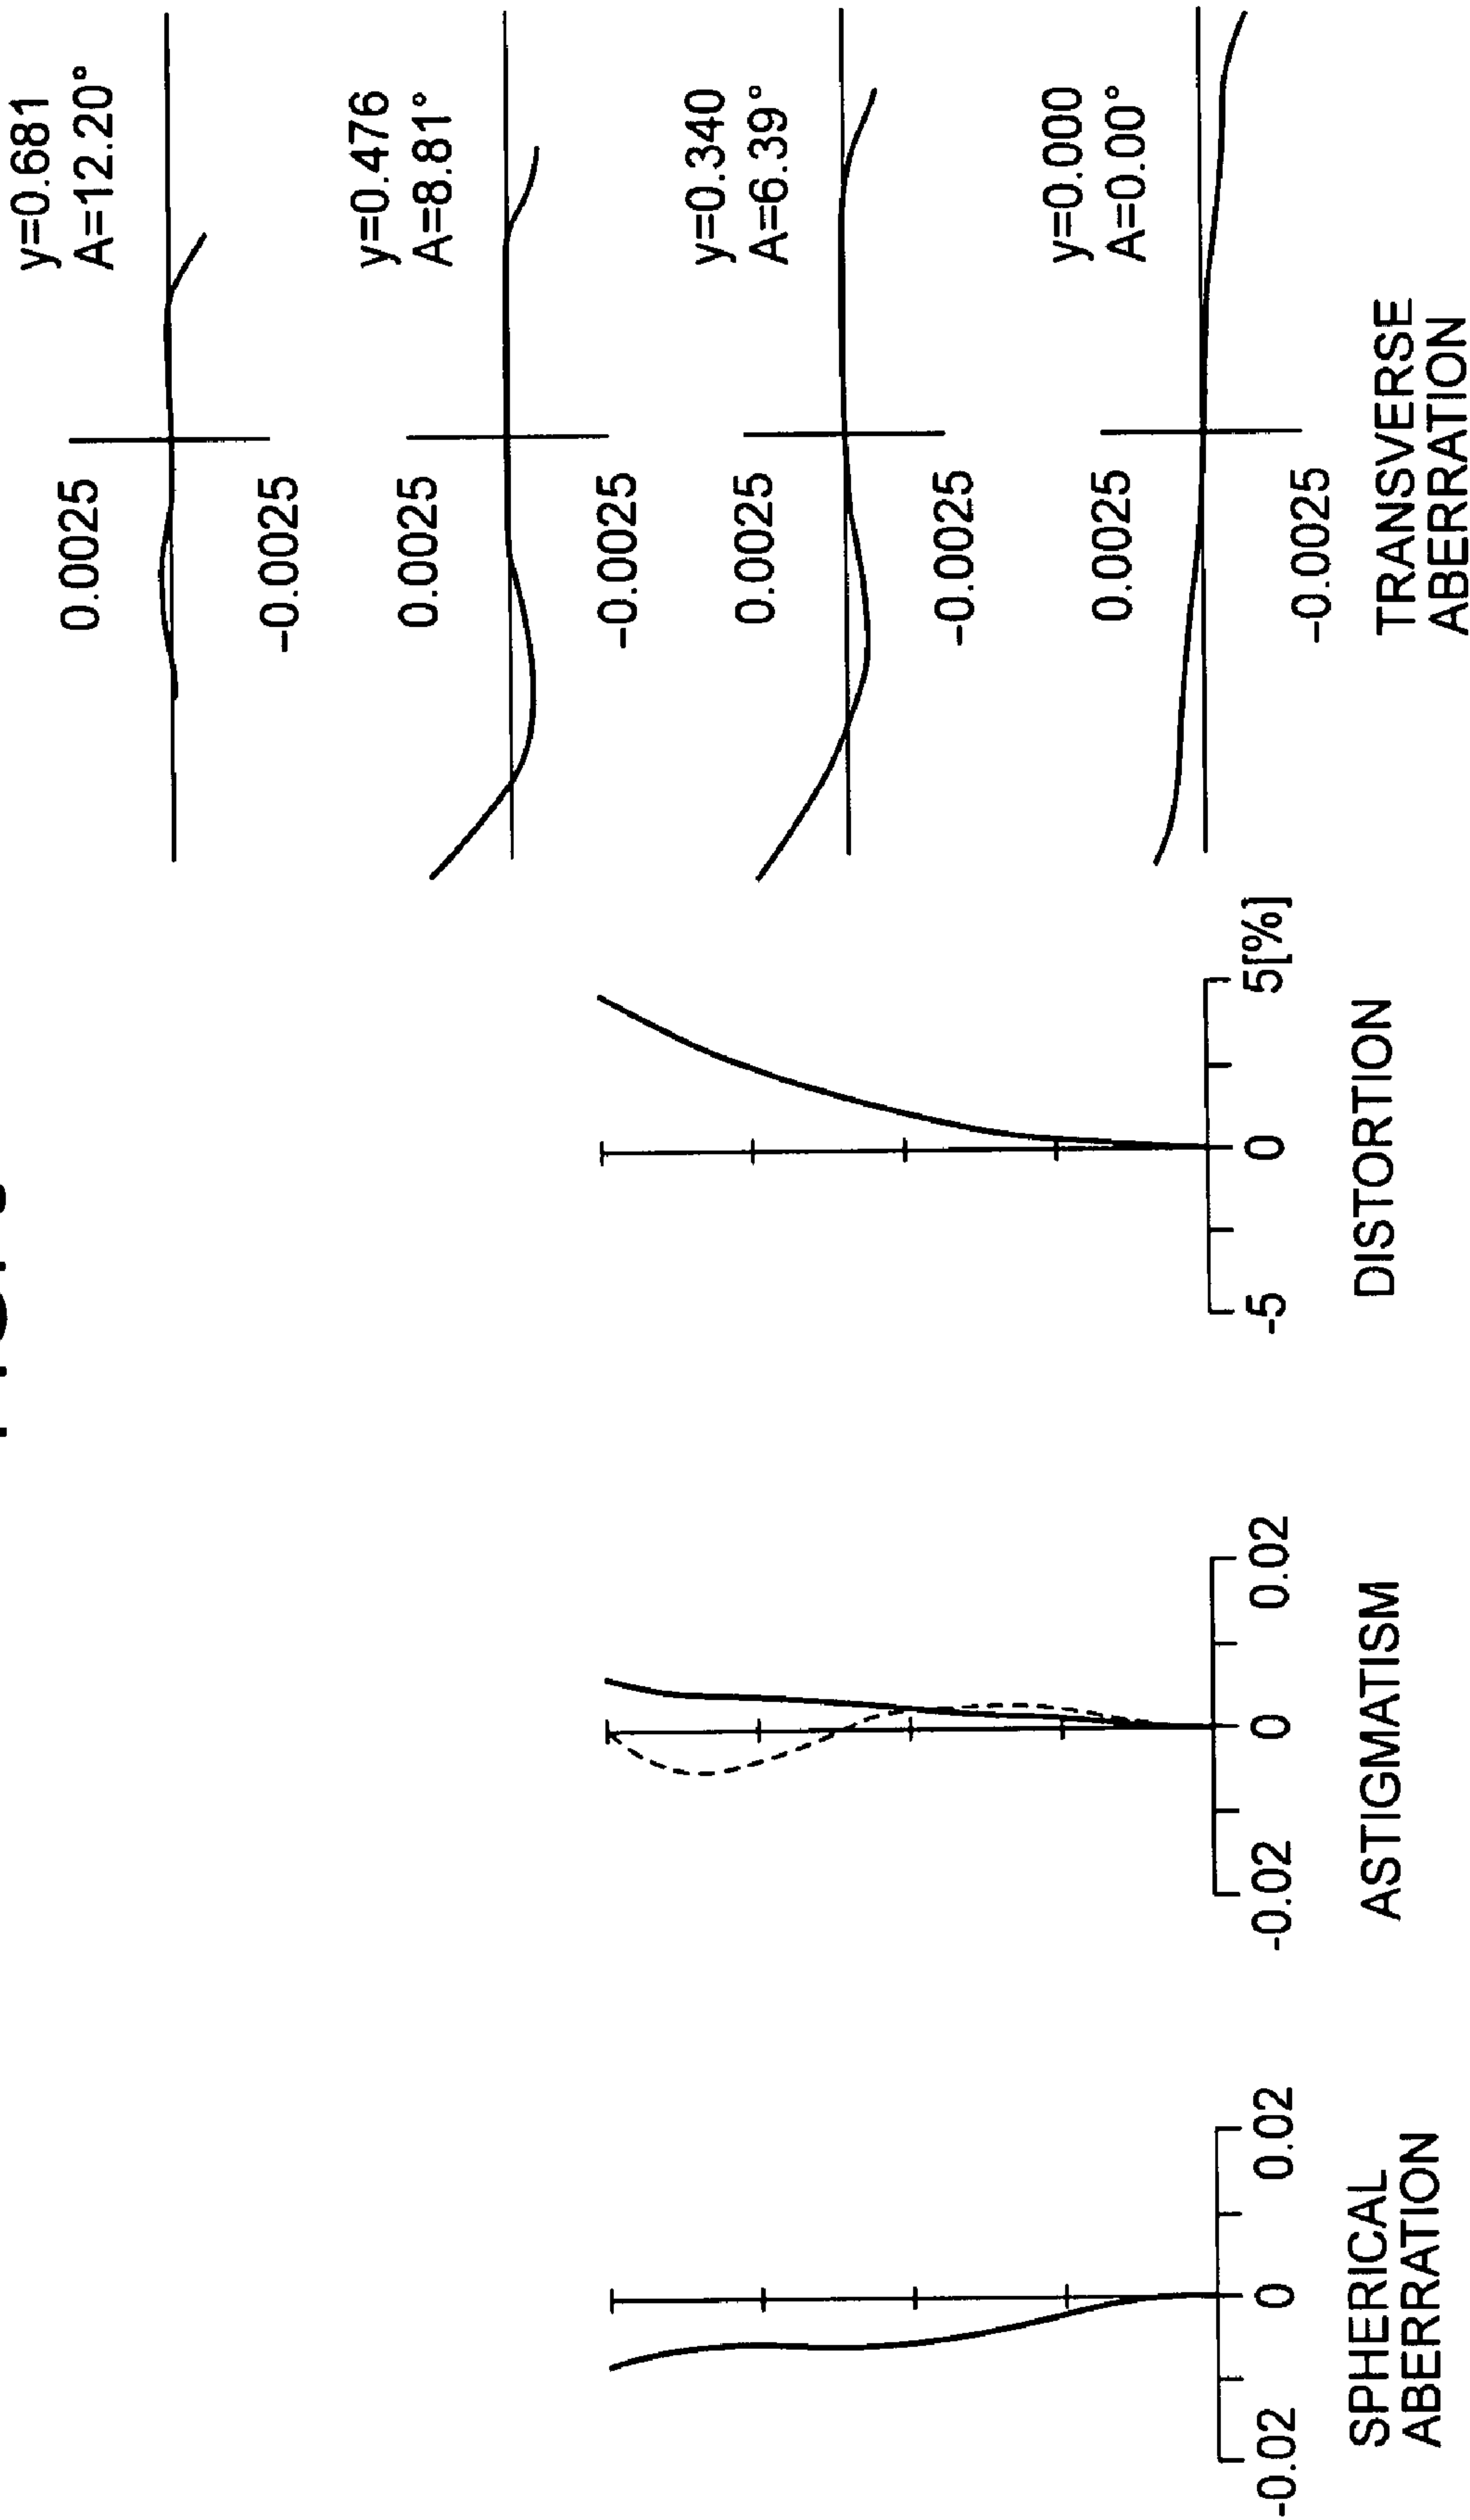 SPHERICAL
ABERRATION
-0.02
0
0.02
ASTIGMATISM
-0.02
0
0.02
DISTORTION
-5
0
5[%]
TRANSVERSE
ABERRATION
y=0.681
A=12.20°
0.0025
-0.0025
y=0.476
A=8.81°
0.0025
-0.0025
y=0.340
A=6.39°
0.0025
-0.0025
y=0.000
A=0.00°
0.0025
-0.0025